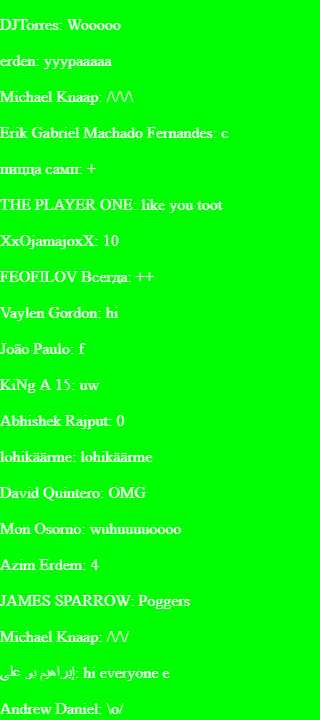 DJTorres: Wooooo
erden: yyypaaaaa
Michael Knaap: /\/\/\
Erik Gabriel Machado Fernandes: c
пицца самп: +
THE PLAYER ONE: like you toot
XxOjamajoxX: 10
FEOFILOV Всегда: ++
Vaylen Gordon: hi
João Paulo: f
KiNg A 15: uw
Abhishek Rajput: 0
lohikäärme: lohikäärme
David Quintero: OMG
Mon Osorno: wuhuuuuoooo
Azim Erdem: 4
JAMES SPARROW: Poggers
Michael Knaap: /\/\/
إبراهيم بو علي: hi everyone e
Andrew Daniel: \o/